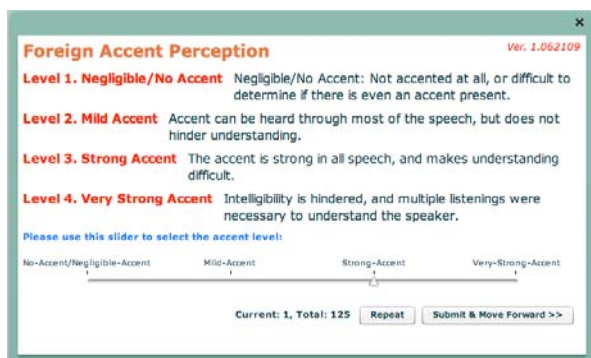 ×
Foreign Accent Perception
Ver. 1.062109
Level 1. Negligible/No Accent Negligible/No Accent: Not accented at all, or difficult to
determine if there is even an accent present.
Level 2. Mild Accent Accent can be heard through most of the speech, but does not
hinder understanding.
Level 3. Strong Accent The accent is strong in all speech, and makes understanding
difficult.
Level 4. Very Strong Accent Intelligibility is hindered, and multiple listenings were
necessary to understand the speaker.
Please use this slider to select the accent level:
No-Accent/Negligible-Accent Mild-Accent Strong-Accent Very-Strong-Accent
Current: 1, Total: 125 Repeat Submit & Move Forward >>